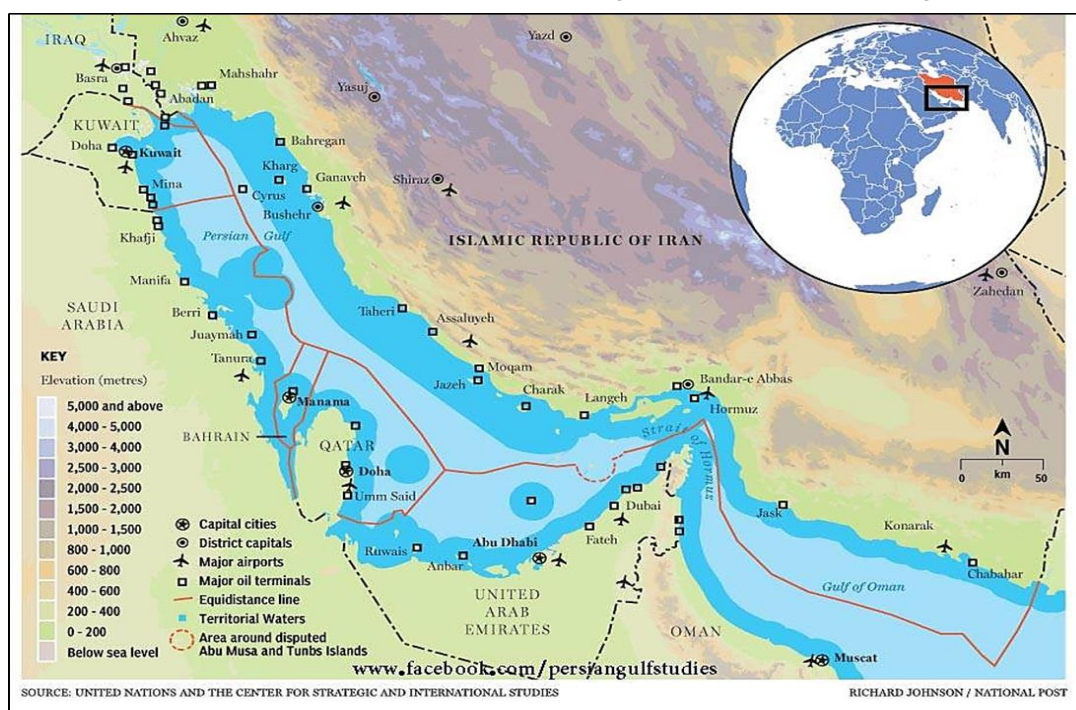 Ahvaz
Yazd
IRAQ
Basra
Mahshahr
Abadan
Yasuj
KUWAIT
Doha
Kuwait
Bahregan
Kharg
Ganaveh
Shiraz
Mina
Cyrus
Bushehr
Khafji
Persian Gulf
ISLAMIC REPUBLIC OF IRAN
Zahedan
Manifa
SAUDI
ARABIA
Berri
Taheri
Assaluyeh
Juaymah
Tanura
Moqam
Jazeh
Charak
Langeh
Bandar-e Abbas
Hormuz
Manama
BAHRAIN
QATAR
Strait of Hormuz
Doha
Umm Said
Dubai
Jask
Konarak
Abu Dhabi
Fateh
Ruwais
Anbar
Chabahar
Gulf of Oman
UNITED
ARAB
EMIRATES
OMAN
Muscat
N
km
0 50
KEY
Elevation (metres)
5,000 and above
4,000 - 5,000
3,000 - 4,000
2,500 - 3,000
2,000 - 2,500
1,500 - 2,000
1,000 - 1,500
800 - 1,000
600 - 800
400 - 600
200 - 400
0 - 200
Below sea level
Capital cities
District capitals
Major airports
Major oil terminals
Equidistance line
Territorial Waters
Area around disputed
Abu Musa and Tunbs Islands
www.facebook.com/persiangulfstudies
SOURCE: UNITED NATIONS AND THE CENTER FOR STRATEGIC AND INTERNATIONAL STUDIES
RICHARD JOHNSON / NATIONAL POST